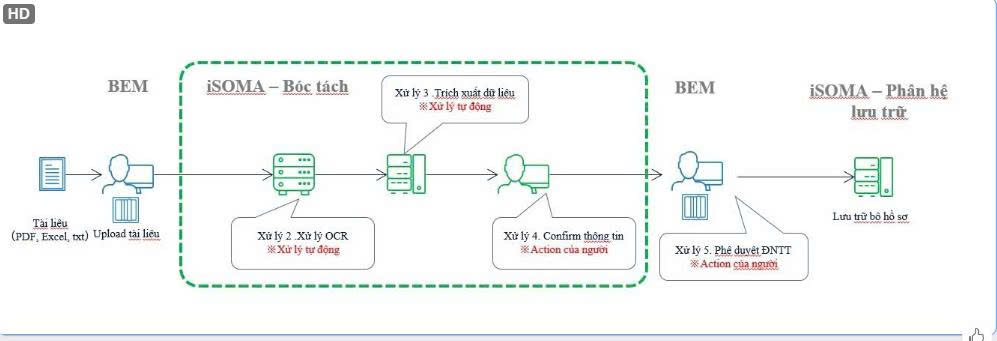 HD
BEM
iSOMA – Bóc tách
Xử lý 3 .Trích xuất dữ liệu
※Xử lý tự động
BEM
iSOMA – Phân hệ
lưu trữ
Tài liệu
(PDF, Excel, txt)
Upload tài liệu
Xử lý 2 .Xử lý OCR
※Xử lý tự động
Xử lý 4. Confirm thông tin
※Action của người
Xử lý 5. Phê duyệt ĐNTT
※Action của người
Lưu trữ bộ hồ sơ